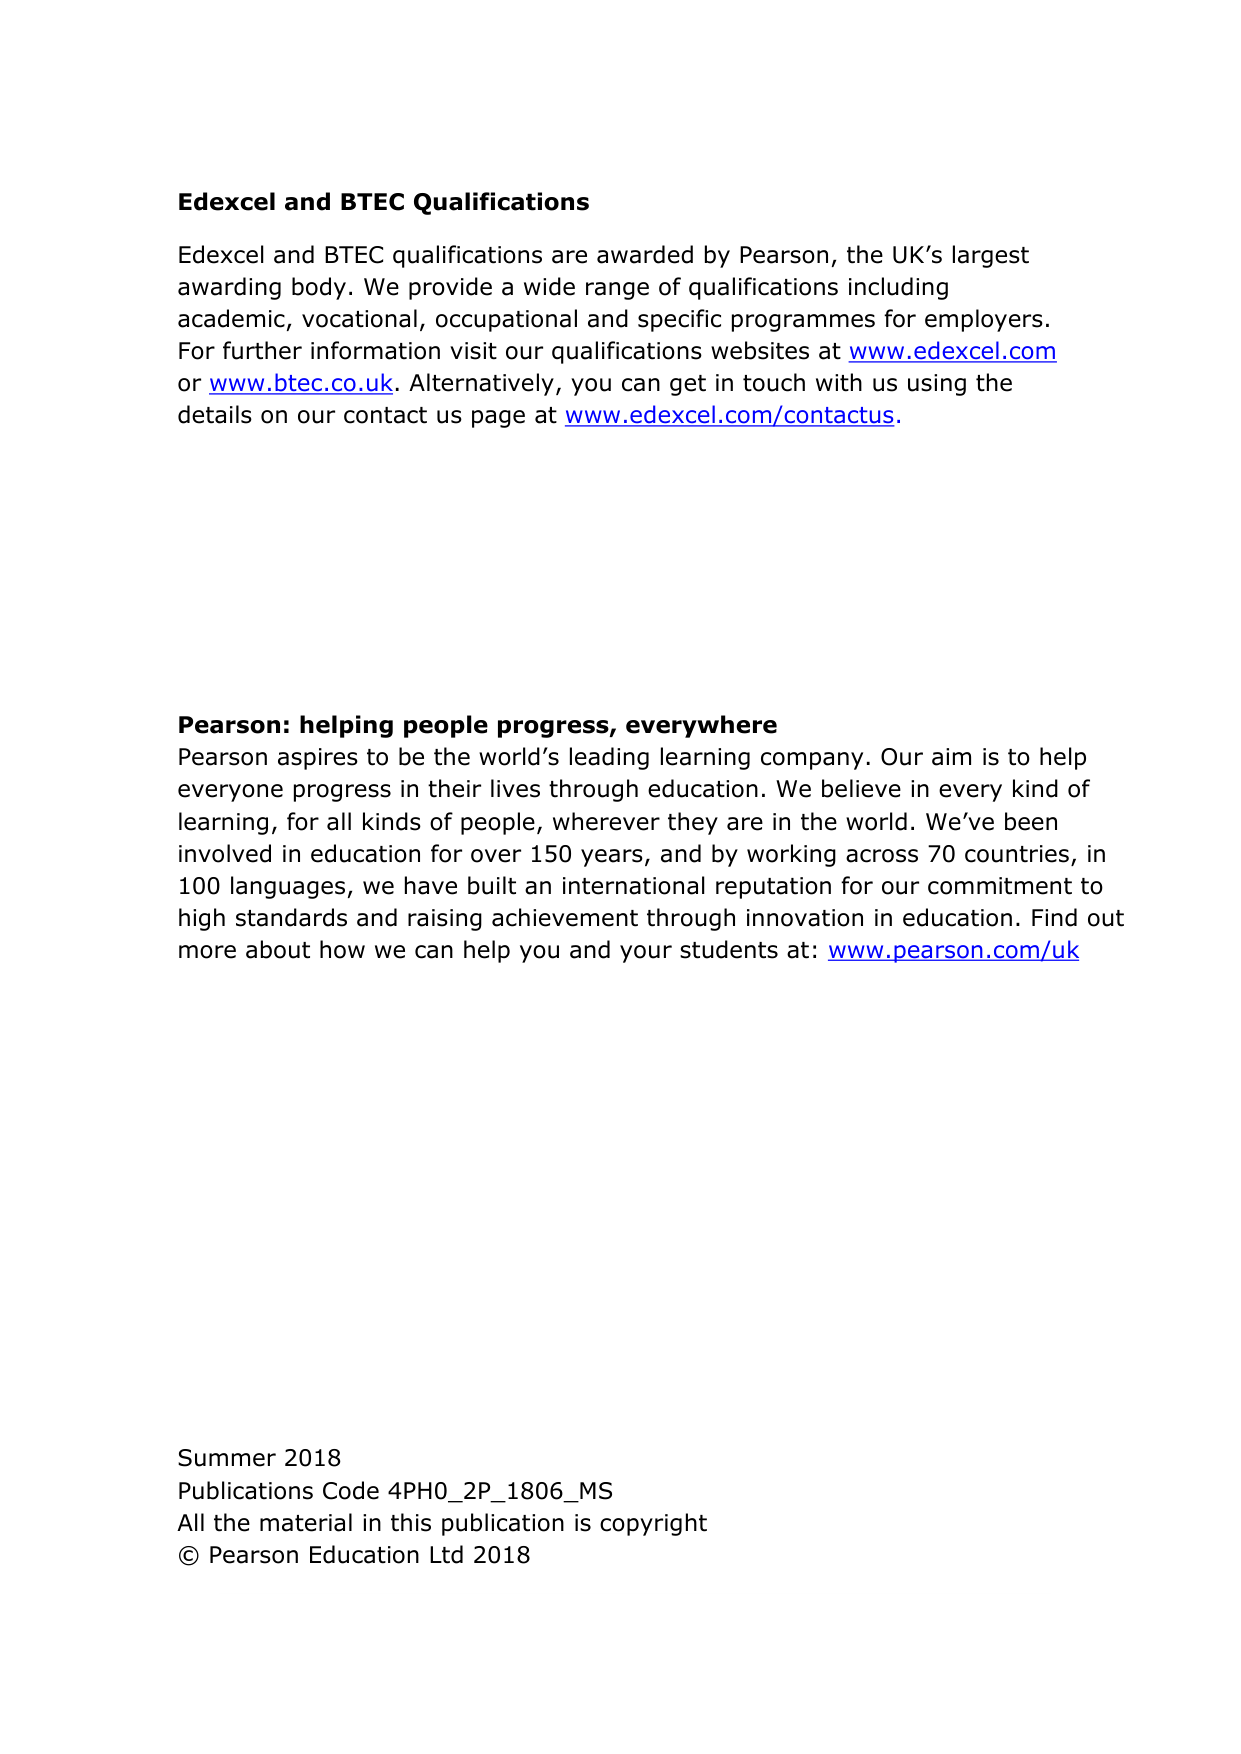 Edexcel and BTEC Qualifications
Edexcel and BTEC qualifications are awarded by Pearson, the UK’s largest
awarding body. We provide a wide range of qualifications including
academic, vocational, occupational and specific programmes for employers.
For further information visit our qualifications websites at www.edexcel.com
or www.btec.co.uk. Alternatively, you can get in touch with us using the
details on our contact us page at www.edexcel.com/contactus.
Pearson: helping people progress, everywhere
Pearson aspires to be the world’s leading learning company. Our aim is to help
everyone progress in their lives through education. We believe in every kind of
learning, for all kinds of people, wherever they are in the world. We’ve been
involved in education for over 150 years, and by working across 70 countries, in
100 languages, we have built an international reputation for our commitment to
high standards and raising achievement through innovation in education. Find out
more about how we can help you and your students at: www.pearson.com/uk
Summer 2018
Publications Code 4PH0_2P_1806_MS
All the material in this publication is copyright
© Pearson Education Ltd 2018